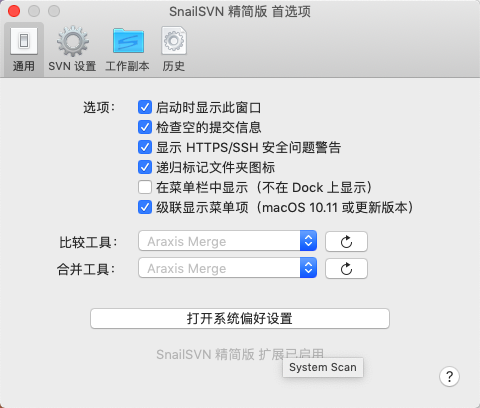 SnailSVN 精简版 首选项
通用 SVN 设置 工作副本 历史
选项：
启动时显示此窗口
检查空的提交信息
显示 HTTPS/SSH 安全问题警告
递归标记文件夹图标
在菜单栏中显示（不在 Dock 上显示）
级联显示菜单项（macOS 10.11 或更新版本）
比较工具： Araxis Merge
合并工具： Araxis Merge
打开系统偏好设置
SnailSVN 精简版 扩展已启用
System Scan
?